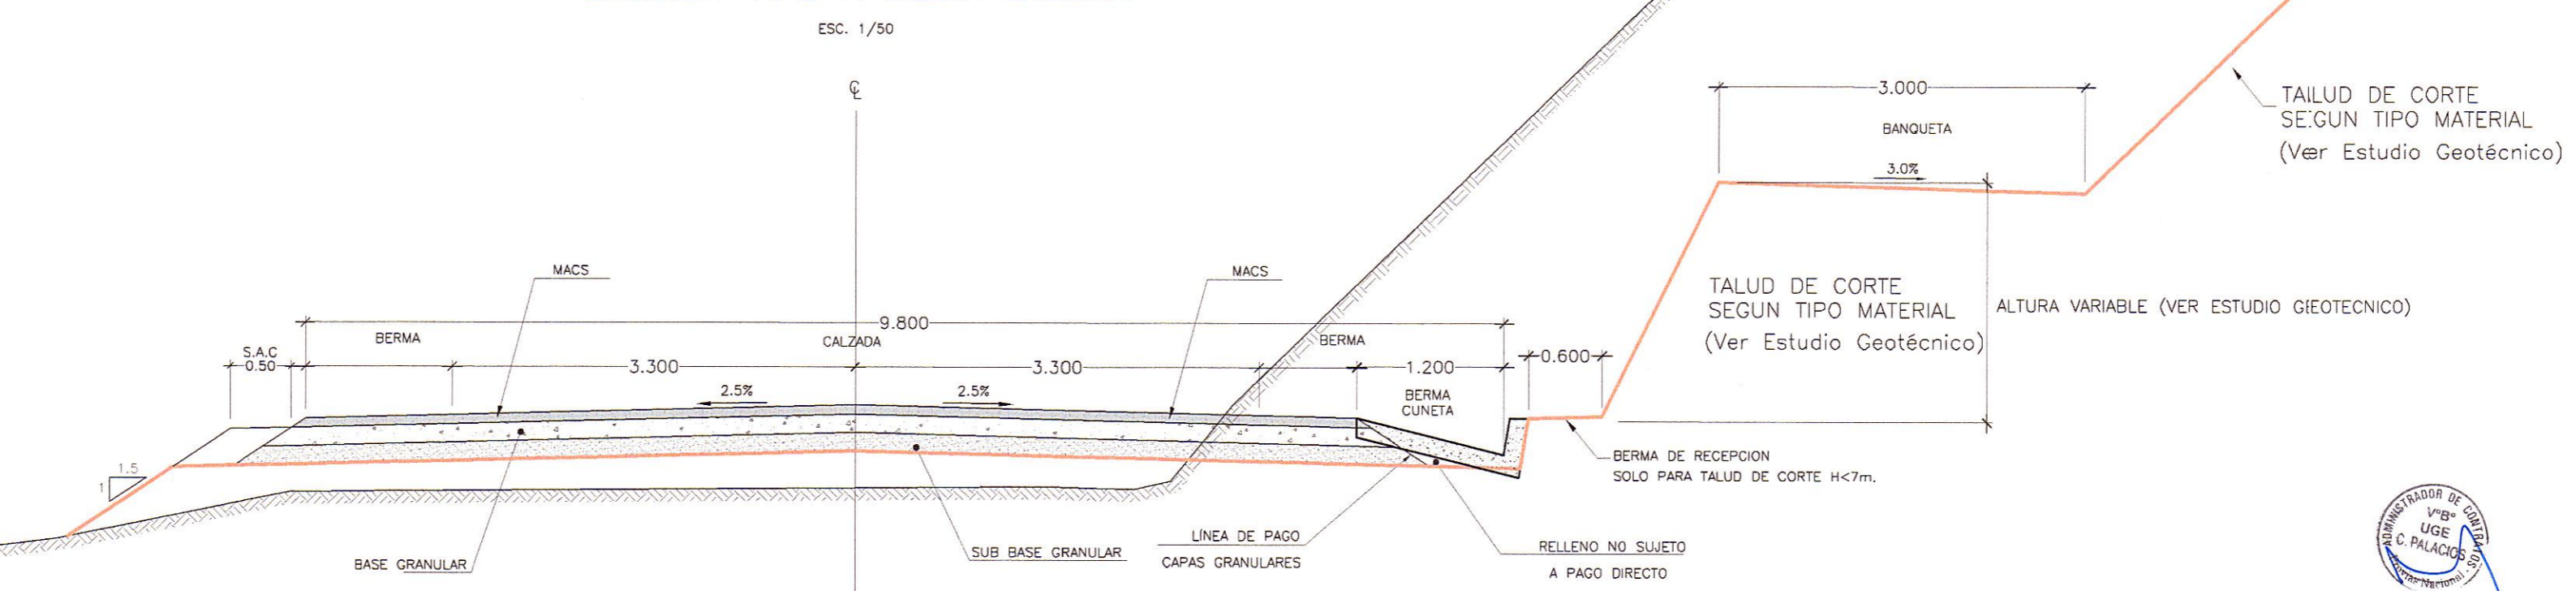 ESC. 1/50
3.000
BANQUETA
3.0%
TAILUD DE CORTE
SE.GUN TIPO MATERIAL
(Veer Estudio Geotécnico)
MACS
MACS
TALUD DE CORTE
SEGUN TIPO MATERIAL
(Ver Estudio Geotécnico)
ALTURA VARIABLE (VER ESTUDIO GIEOTECNICO)
9.800
BERMA
CALZADA
BERMA
S.A.C
0.50
3.300
3.300
1.200
0.600
2.5%
2.5%
BERMA
CUNETA
1.5
1
BERMA DE RECEPCION
SOLO PARA TALUD DE CORTE H<7m.
LÍNEA DE PAGO
CAPAS GRANULARES
RELLENO NO SUJETO
A PAGO DIRECTO
SUB BASE GRANULAR
BASE GRANULAR
ADMINISTRADOR DE CONTRATOS
V°B°
UGE
C. PALACIOS
Provias Nacional